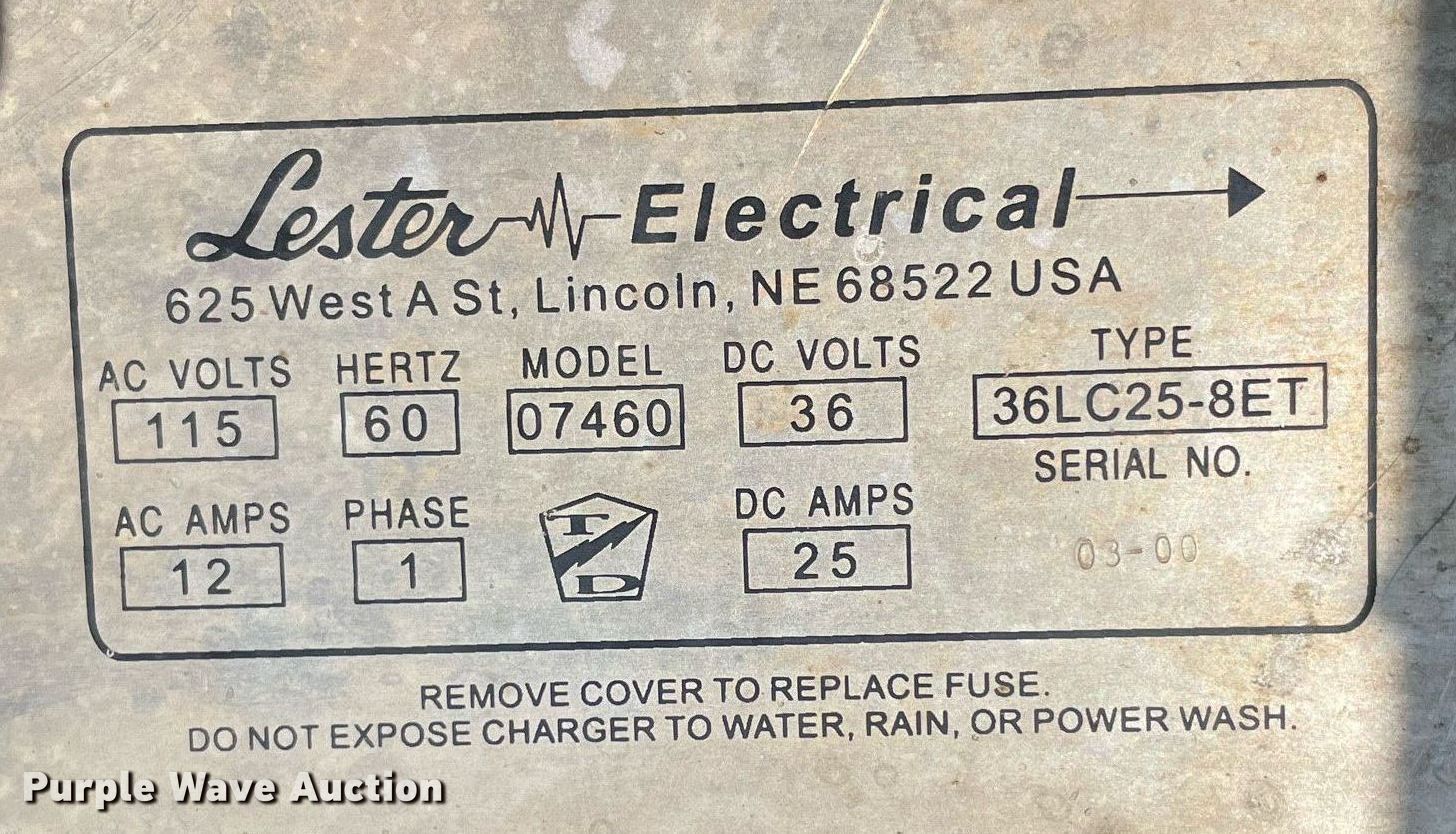 Lester Electrical
625 West A St, Lincoln, NE 68522 USA
AC VOLTS HERTZ MODEL DC VOLTS TYPE
115 60 07460 36 36LC25-8ET
SERIAL NO.
AC AMPS PHASE DC AMPS
12 1 T D 25 03-00
REMOVE COVER TO REPLACE FUSE.
DO NOT EXPOSE CHARGER TO WATER, RAIN, OR POWER WASH.
Purple Wave Auction